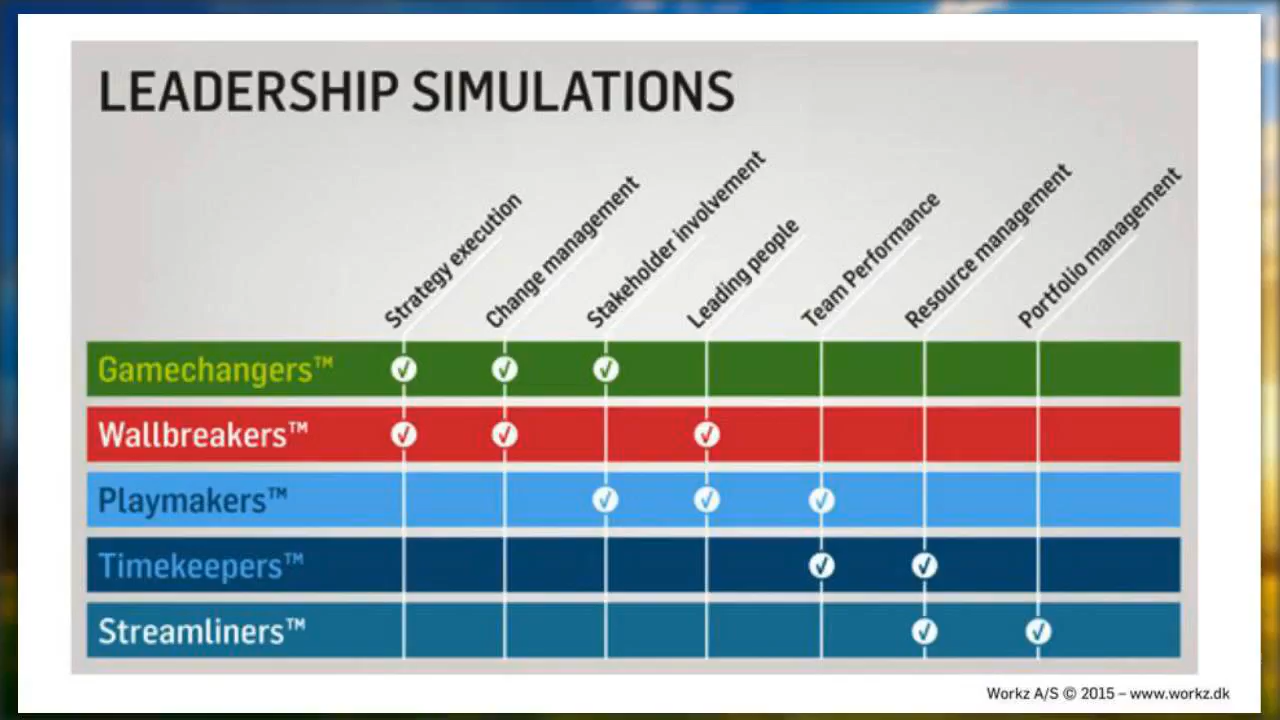 LEADERSHIP SIMULATIONS
Strategy execution
Change management
Stakeholder involvement
Leading people
Team Performance
Resource management
Portfolio management
Gamechangers™
Wallbreakers™
Playmakers™
Timekeepers™
Streamliners™
Workz A/S © 2015 – www.workz.dk